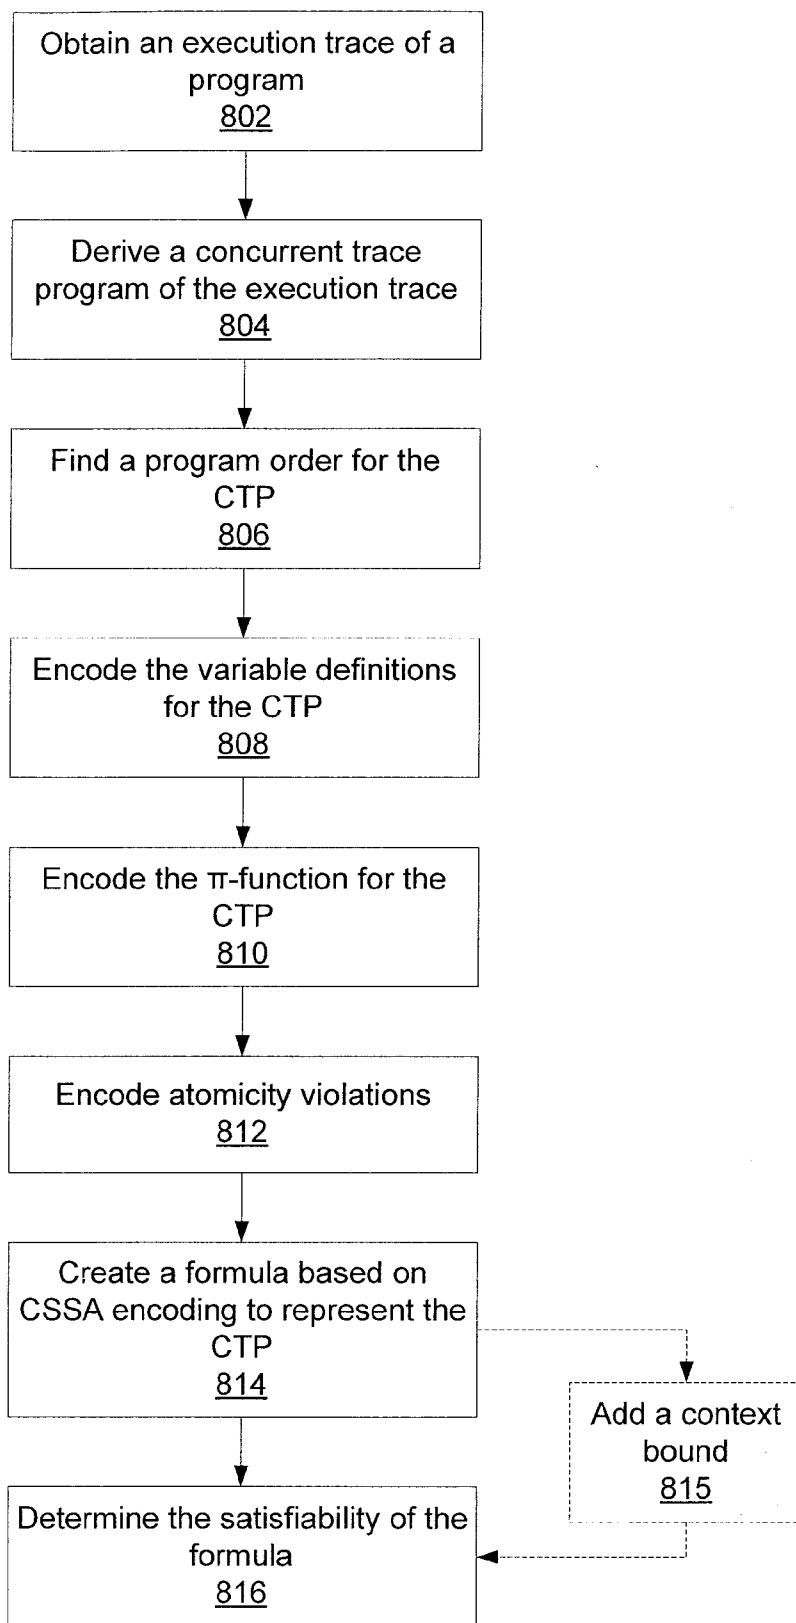 Obtain an execution trace of a
program
802
Derive a concurrent trace
program of the execution trace
804
Find a program order for the
CTP
806
Encode the variable definitions
for the CTP
808
Encode the π-function for the
CTP
810
Encode atomicity violations
812
Create a formula based on
CSSA encoding to represent the
CTP
814
Add a context
bound
815
Determine the satisfiability of the
formula
816